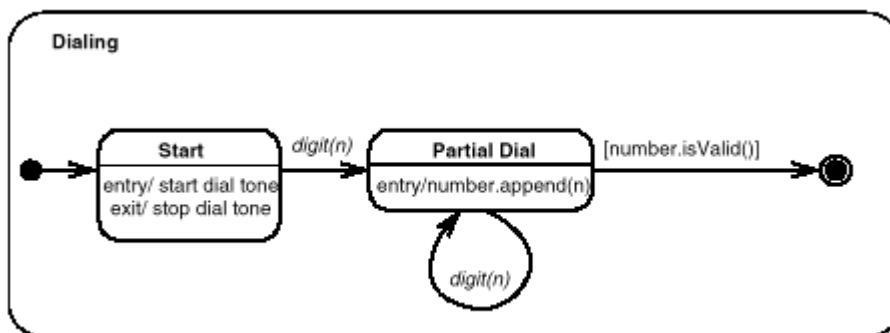 Dialing
Start
entry/ start dial tone
exit/ stop dial tone
digit(n)
Partial Dial
entry/number.append(n)
digit(n)
[number.isValid()]